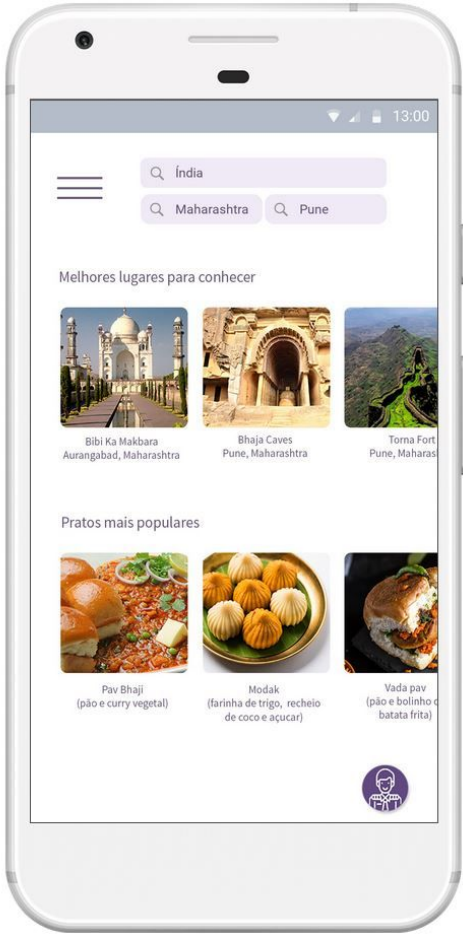 13:00
Índia
Maharashtra
Pune
Melhores lugares para conhecer
Bibi Ka Makbara
Aurangabad, Maharashtra
Bhaja Caves
Pune, Maharashtra
Torna Fort
Pune, Maharas
Pratos mais populares
Pav Bhaji
(pão e curry vegetal)
Modak
(farinha de trigo, recheio
de coco e açucar)
Vada pav
(pão e bolinho
batata frita)